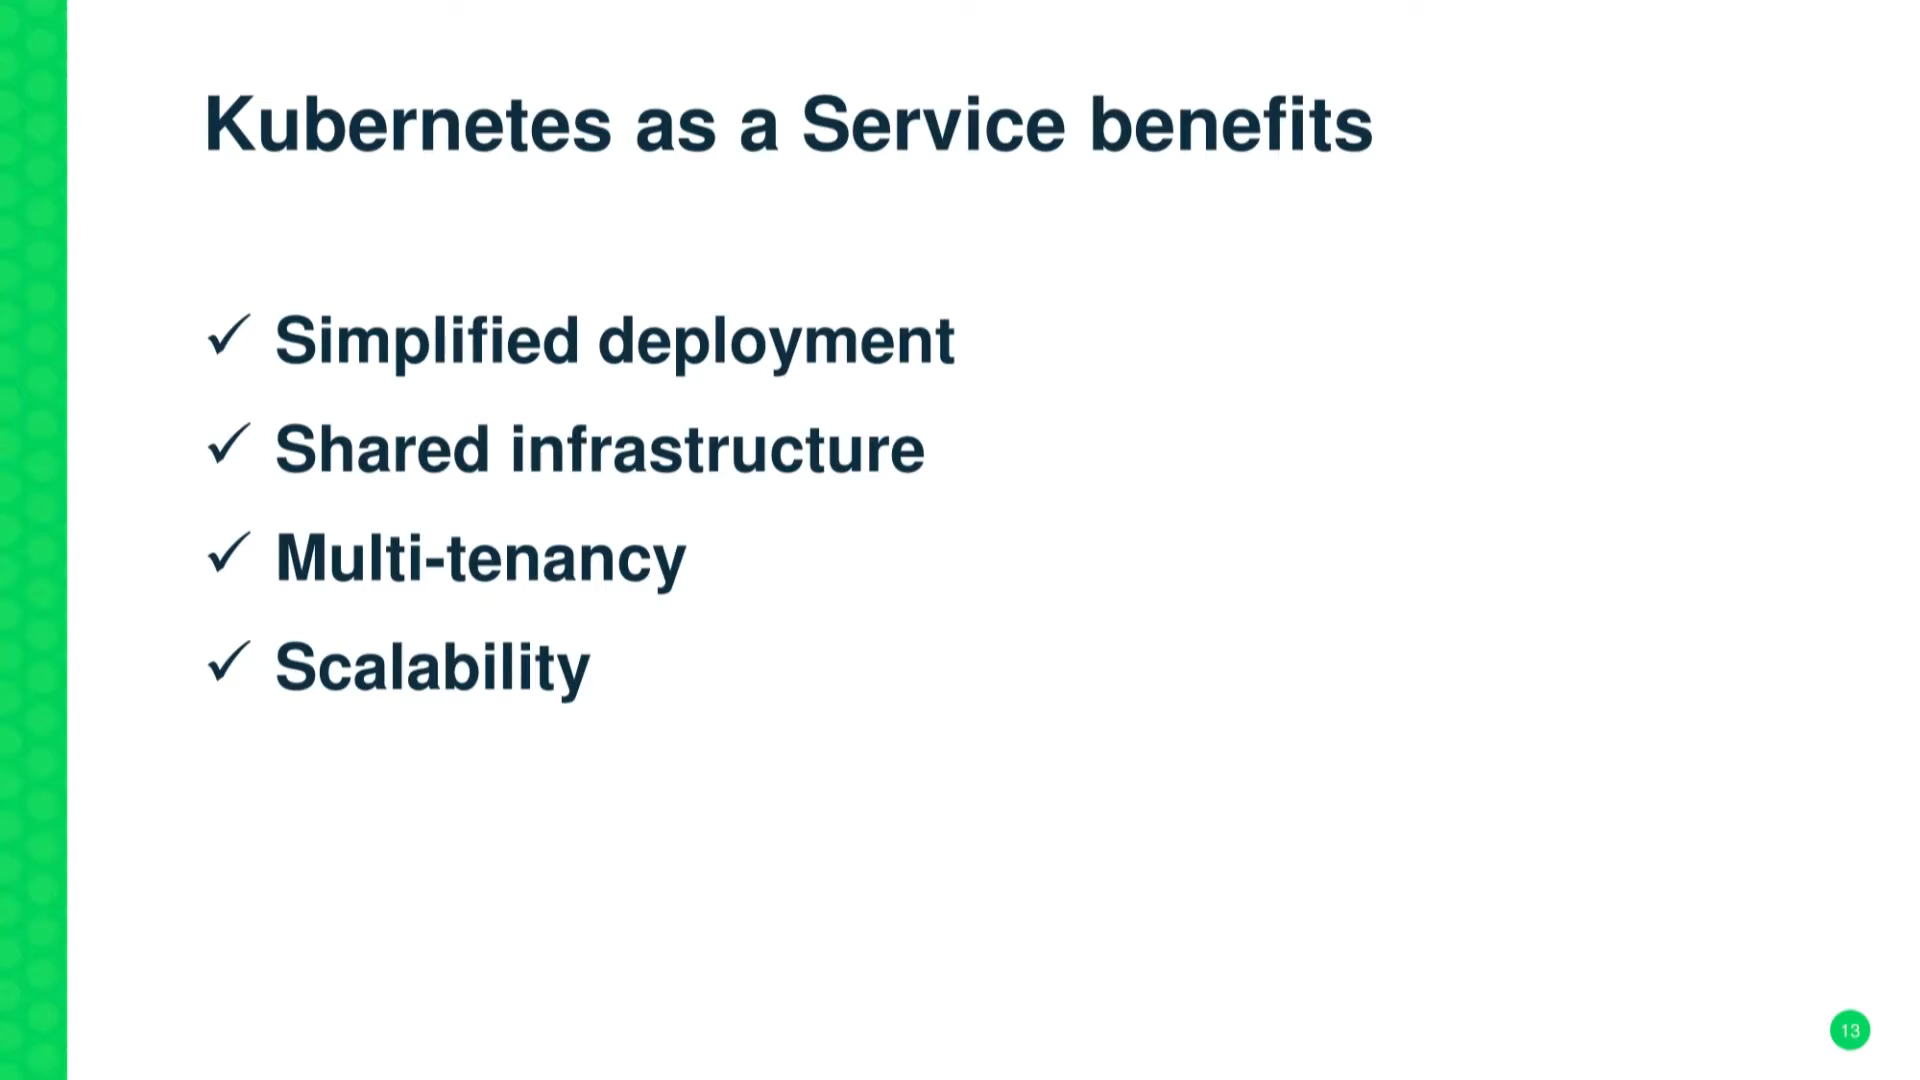 Kubernetes as a Service benefits
✓ Simplified deployment
✓ Shared infrastructure
✓ Multi-tenancy
✓ Scalability
13